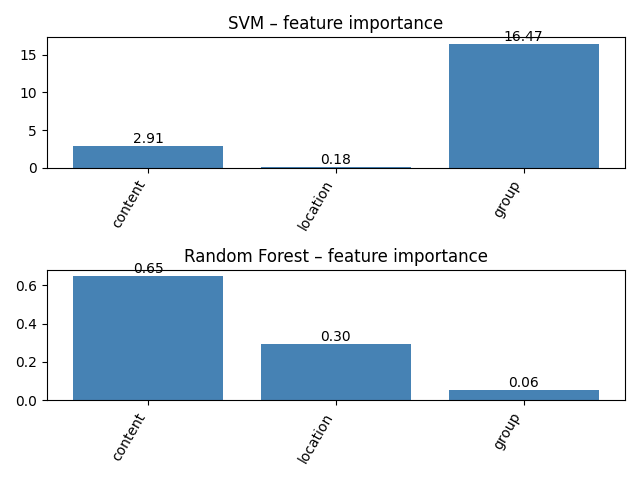 SVM – feature importance
15
10
5
0
2.91
0.18
16.47
content
location
group
Random Forest – feature importance
0.6
0.4
0.2
0.0
0.65
0.30
0.06
content
location
group